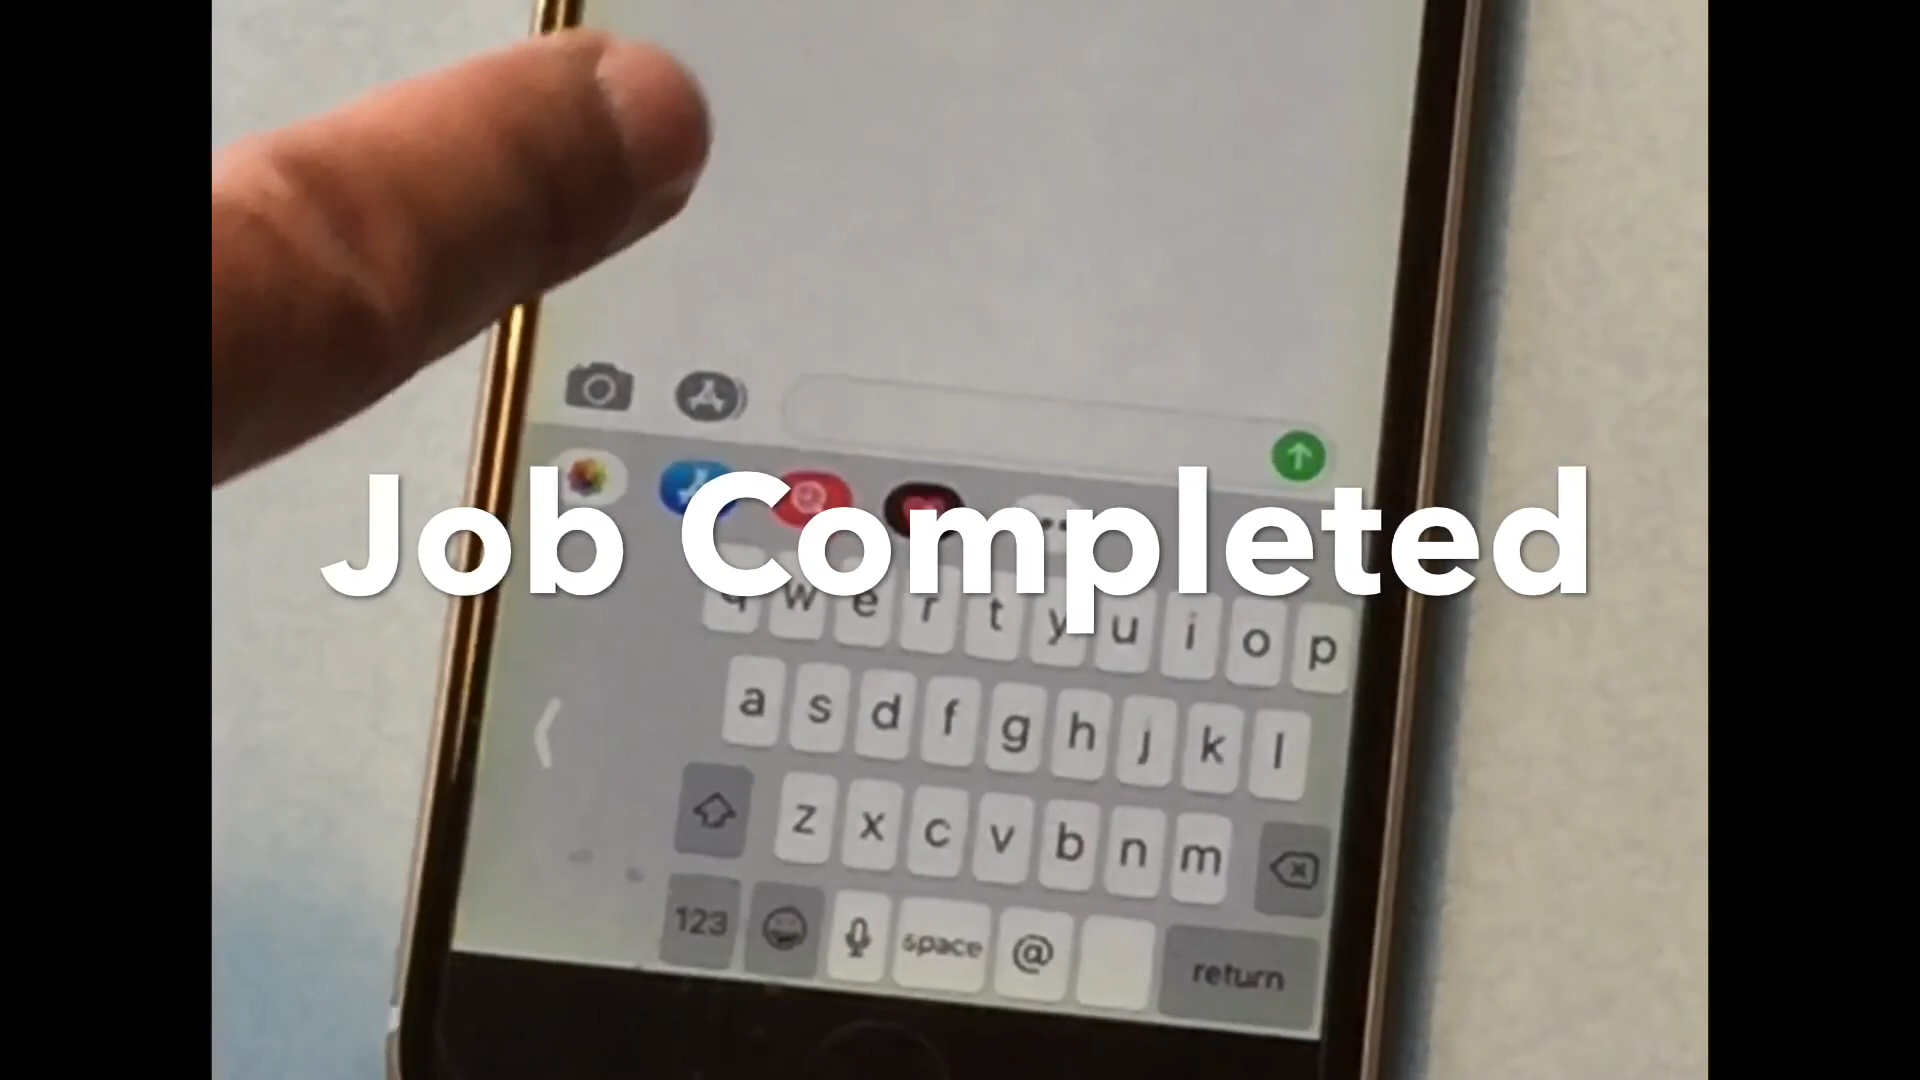 Job Completed
q w e r t y u i o p
a s d f g h j k l
z x c v b n m
123 space @ return